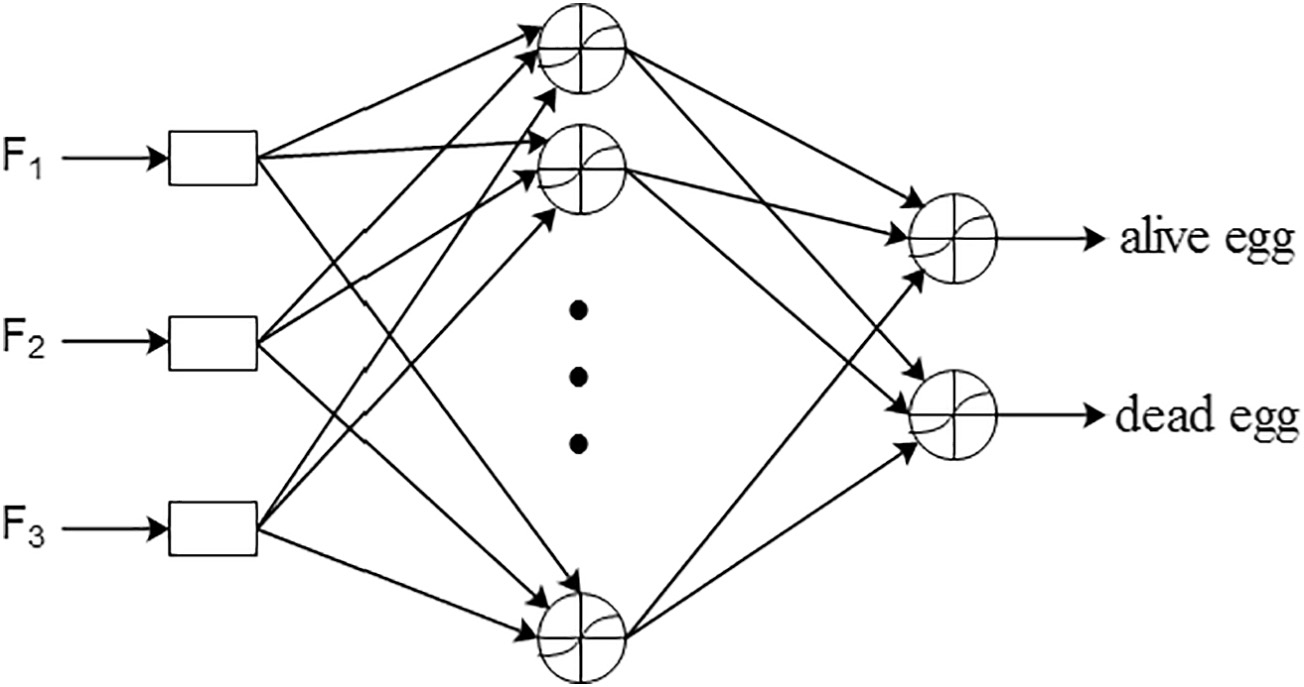 F₁
alive egg
F₂
dead egg
F₃